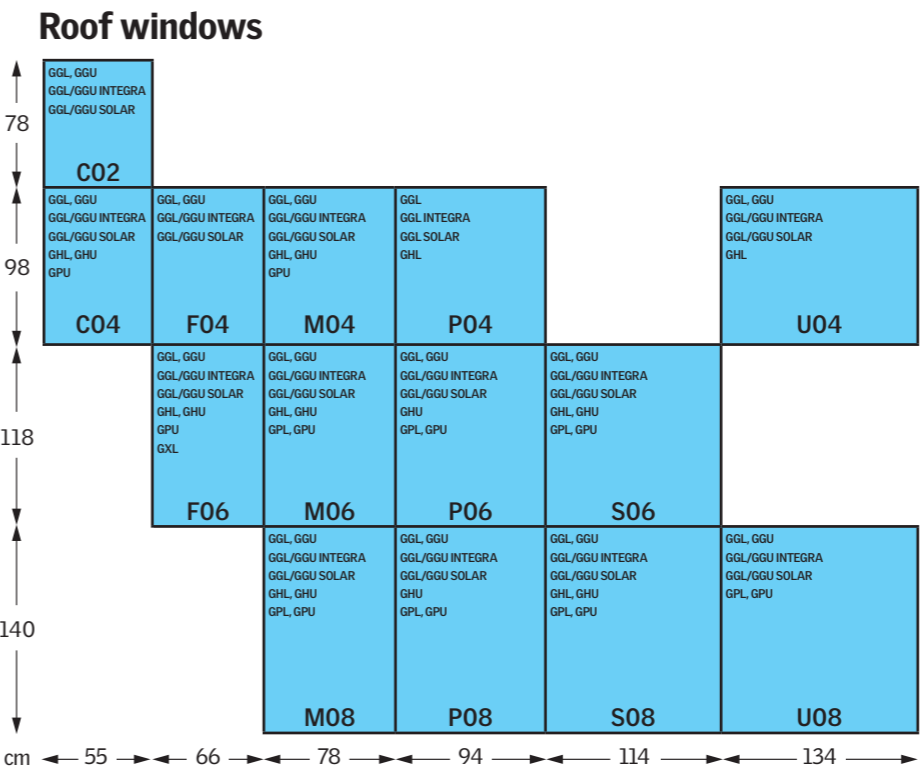 Roof windows
78
GGL, GGU
GGL/GGU INTEGRA
GGL/GGU SOLAR
C02
98
GGL, GGU
GGL/GGU INTEGRA
GGL/GGU SOLAR
GHL, GHU
GPU
C04
GGL, GGU
GGL/GGU INTEGRA
GGL/GGU SOLAR
F04
GGL, GGU
GGL/GGU INTEGRA
GGL/GGU SOLAR
GHL, GHU
GPU
M04
GGL
GGL INTEGRA
GGL SOLAR
GHL
P04
GGL, GGU
GGL/GGU INTEGRA
GGL/GGU SOLAR
GHL
U04
118
GGL, GGU
GGL/GGU INTEGRA
GGL/GGU SOLAR
GHL, GHU
GPU
GXL
F06
GGL, GGU
GGL/GGU INTEGRA
GGL/GGU SOLAR
GHL, GHU
GPL, GPU
M06
GGL, GGU
GGL/GGU INTEGRA
GGL/GGU SOLAR
GHU
GPL, GPU
P06
GGL, GGU
GGL/GGU INTEGRA
GGL/GGU SOLAR
GHL, GHU
GPL, GPU
S06
140
GGL, GGU
GGL/GGU INTEGRA
GGL/GGU SOLAR
GHL, GHU
GPL, GPU
M08
GGL, GGU
GGL/GGU INTEGRA
GGL/GGU SOLAR
GHU
GPL, GPU
P08
GGL, GGU
GGL/GGU INTEGRA
GGL/GGU SOLAR
GHL, GHU
GPL, GPU
S08
GGL, GGU
GGL/GGU INTEGRA
GGL/GGU SOLAR
GPL, GPU
U08
cm 55 66 78 94 114 134